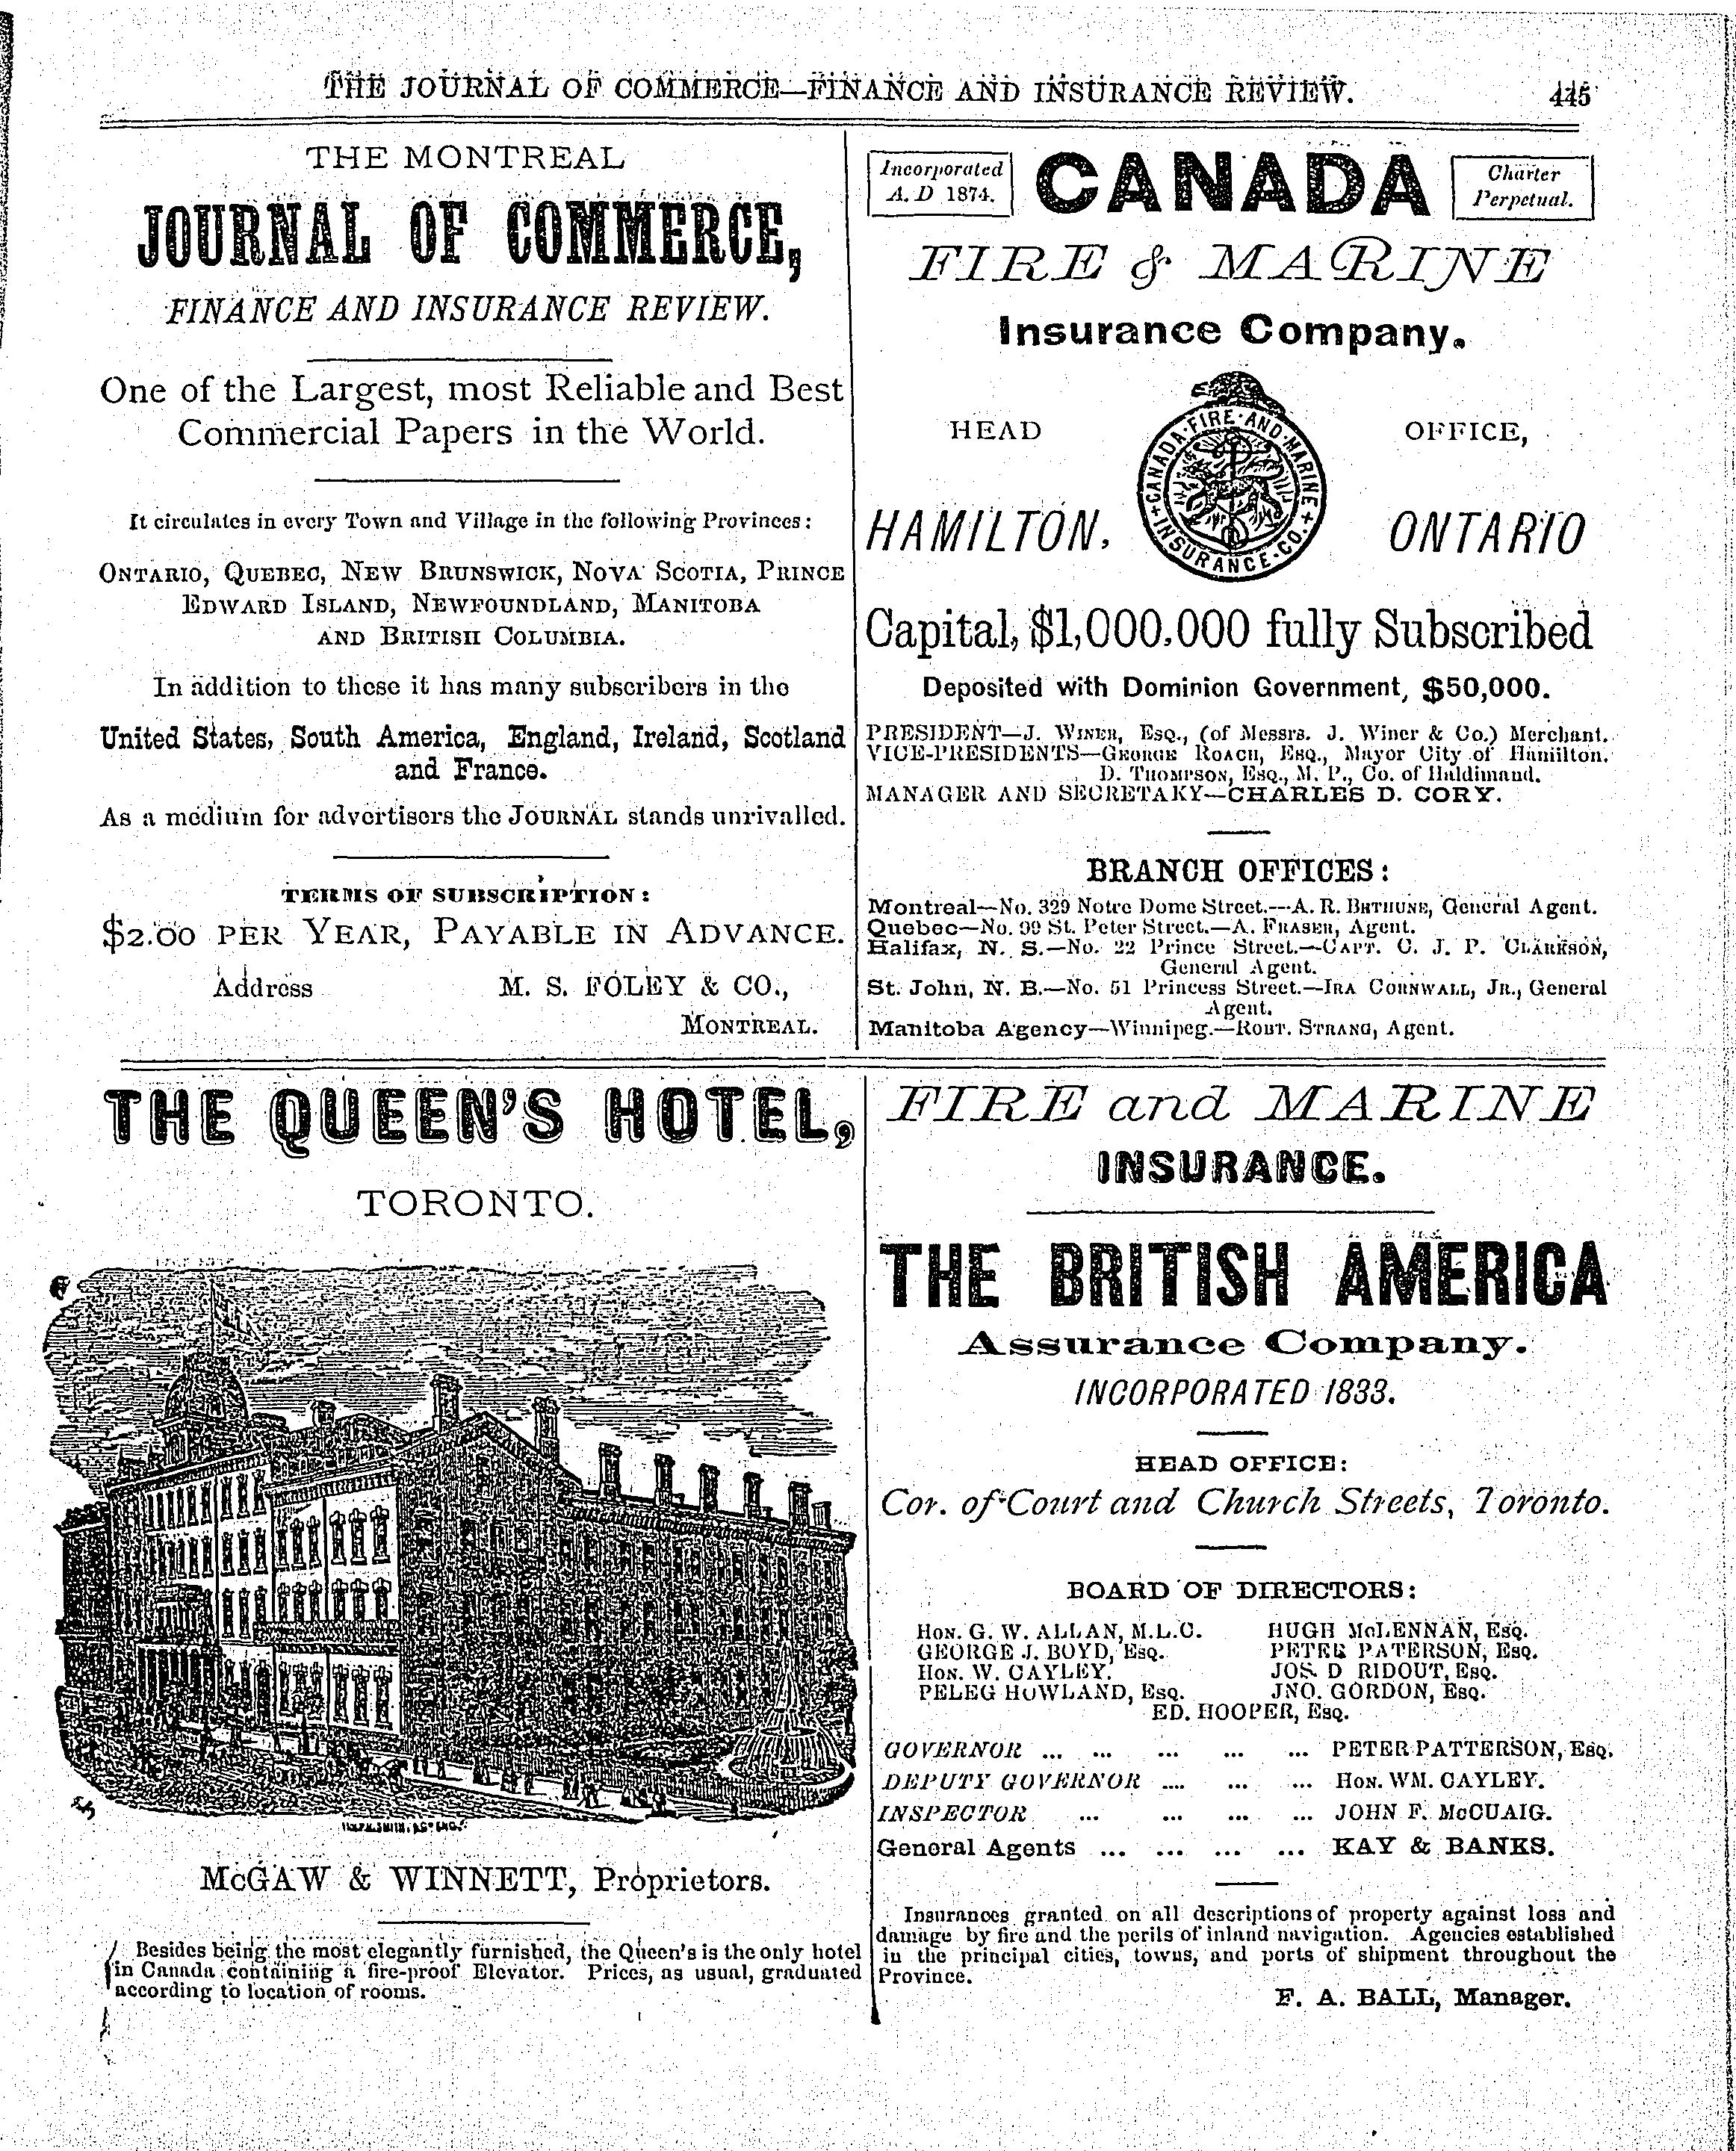 THE JOURNAL OF COMMERCE—FINANCE AND INSURANCE REVIEW. 445
THE MONTREAL
JOURNAL OF COMMERCE,
FINANCE AND INSURANCE REVIEW.
One of the Largest, most Reliable and Best
Commercial Papers in the World.
It circulates in every Town and Village in the following Provinces:
ONTARIO, QUEBEC, NEW BRUNSWICK, NOVA SCOTIA, PRINCE
EDWARD ISLAND, NEWFOUNDLAND, MANITOBA
AND BRITISH COLUMBIA.
In addition to these it has many subscribers in the
United States, South America, England, Ireland, Scotland
and France.
As a medium for advertisers the JOURNAL stands unrivalled.
TERMS OF SUBSCRIPTION:
$2.00 PER YEAR, PAYABLE IN ADVANCE.
Address M. S. FOLEY & CO.,
MONTREAL.
Incorporated
A. D 1874.
CANADA
Charter
Perpetual.
FIRE & MARINE
Insurance Company.
HEAD OFFICE,
CANADA · FIRE · AND · MARINE + INSURANCE · CO. +
HAMILTON, ONTARIO
Capital, $1,000,000 fully Subscribed
Deposited with Dominion Government, $50,000.
PRESIDENT—J. WINER, ESQ., (of Messrs. J. Winer & Co.) Merchant.
VICE-PRESIDENTS—GEORGE ROACH, ESQ., Mayor City of Hamilton.
D. THOMPSON, ESQ., M. P., Co. of Haldimand.
MANAGER AND SECRETARY—CHARLES D. CORY.
BRANCH OFFICES:
Montreal—No. 329 Notre Dome Street.—A. R. BETHUNE, General Agent.
Quebec—No. 99 St. Peter Street.—A. FRASER, Agent.
Halifax, N. S.—No. 22 Prince Street.—CAPT. C. J. P. CLARKSON,
General Agent.
St. John, N. B.—No. 51 Princess Street.—IRA CORNWALL, JR., General
Agent.
Manitoba Agency—Winnipeg.—ROBT. STRANG, Agent.
THE QUEEN'S HOTEL,
TORONTO.
McGAW & WINNETT, Proprietors.
Besides being the most elegantly furnished, the Queen's is the only hotel
in Canada containing a fire-proof Elevator. Prices, as usual, graduated
according to location of rooms.
FIRE and MARINE
INSURANCE.
THE BRITISH AMERICA
Assurance Company.
INCORPORATED 1833.
HEAD OFFICE:
Cor. of Court and Church Streets, Toronto.
BOARD OF DIRECTORS:
HON. G. W. ALLAN, M.L.C. HUGH McLENNAN, ESQ.
GEORGE J. BOYD, ESQ. PETER PATERSON, ESQ.
HON. W. CAYLEY. JOS. D RIDOUT, ESQ.
PELEG HOWLAND, ESQ. JNO. GORDON, ESQ.
ED. HOOPER, ESQ.
GOVERNOR ... ... ... ... ... PETER PATTERSON, ESQ.
DEPUTY GOVERNOR .... ... ... HON. WM. CAYLEY.
INSPECTOR ... ... ... ... JOHN F. McCUAIG.
General Agents ... ... ... ... KAY & BANKS.
Insurances granted on all descriptions of property against loss and
damage by fire and the perils of inland navigation. Agencies established
in the principal cities, towns, and ports of shipment throughout the
Province.
F. A. BALL, Manager.